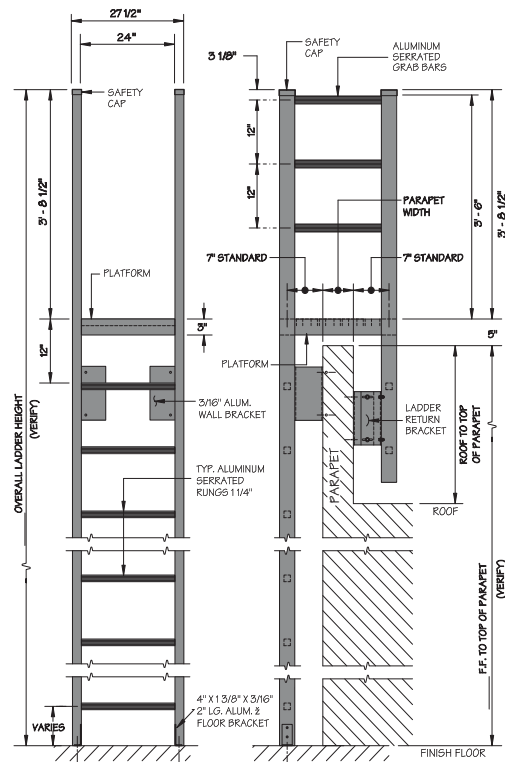 27 1/2"
24"
SAFETY
CAP
3'-8 1/2"
PLATFORM
3"
12"
3/16" ALUM.
WALL BRACKET
OVERALL LADDER HEIGHT
(VERIFY)
TYP. ALUMINUM
SERRATED
RUNGS 1 1/4"
4" X 1 3/8" X 3/16"
2" LG. ALUM. &
FLOOR BRACKET
VARIES
3 1/8"
SAFETY
CAP
ALUMINUM
SERRATED
GRAB BARS
12"
12"
PARAPET
WIDTH
3'-6"
3'-8 1/2"
7" STANDARD
7" STANDARD
PLATFORM
3"
LADDER
RETURN
BRACKET
PARAPET
ROOF TO TOP
OF PARAPET
ROOF
F.F. TO TOP OF PARAPET
(VERIFY)
FINISH FLOOR